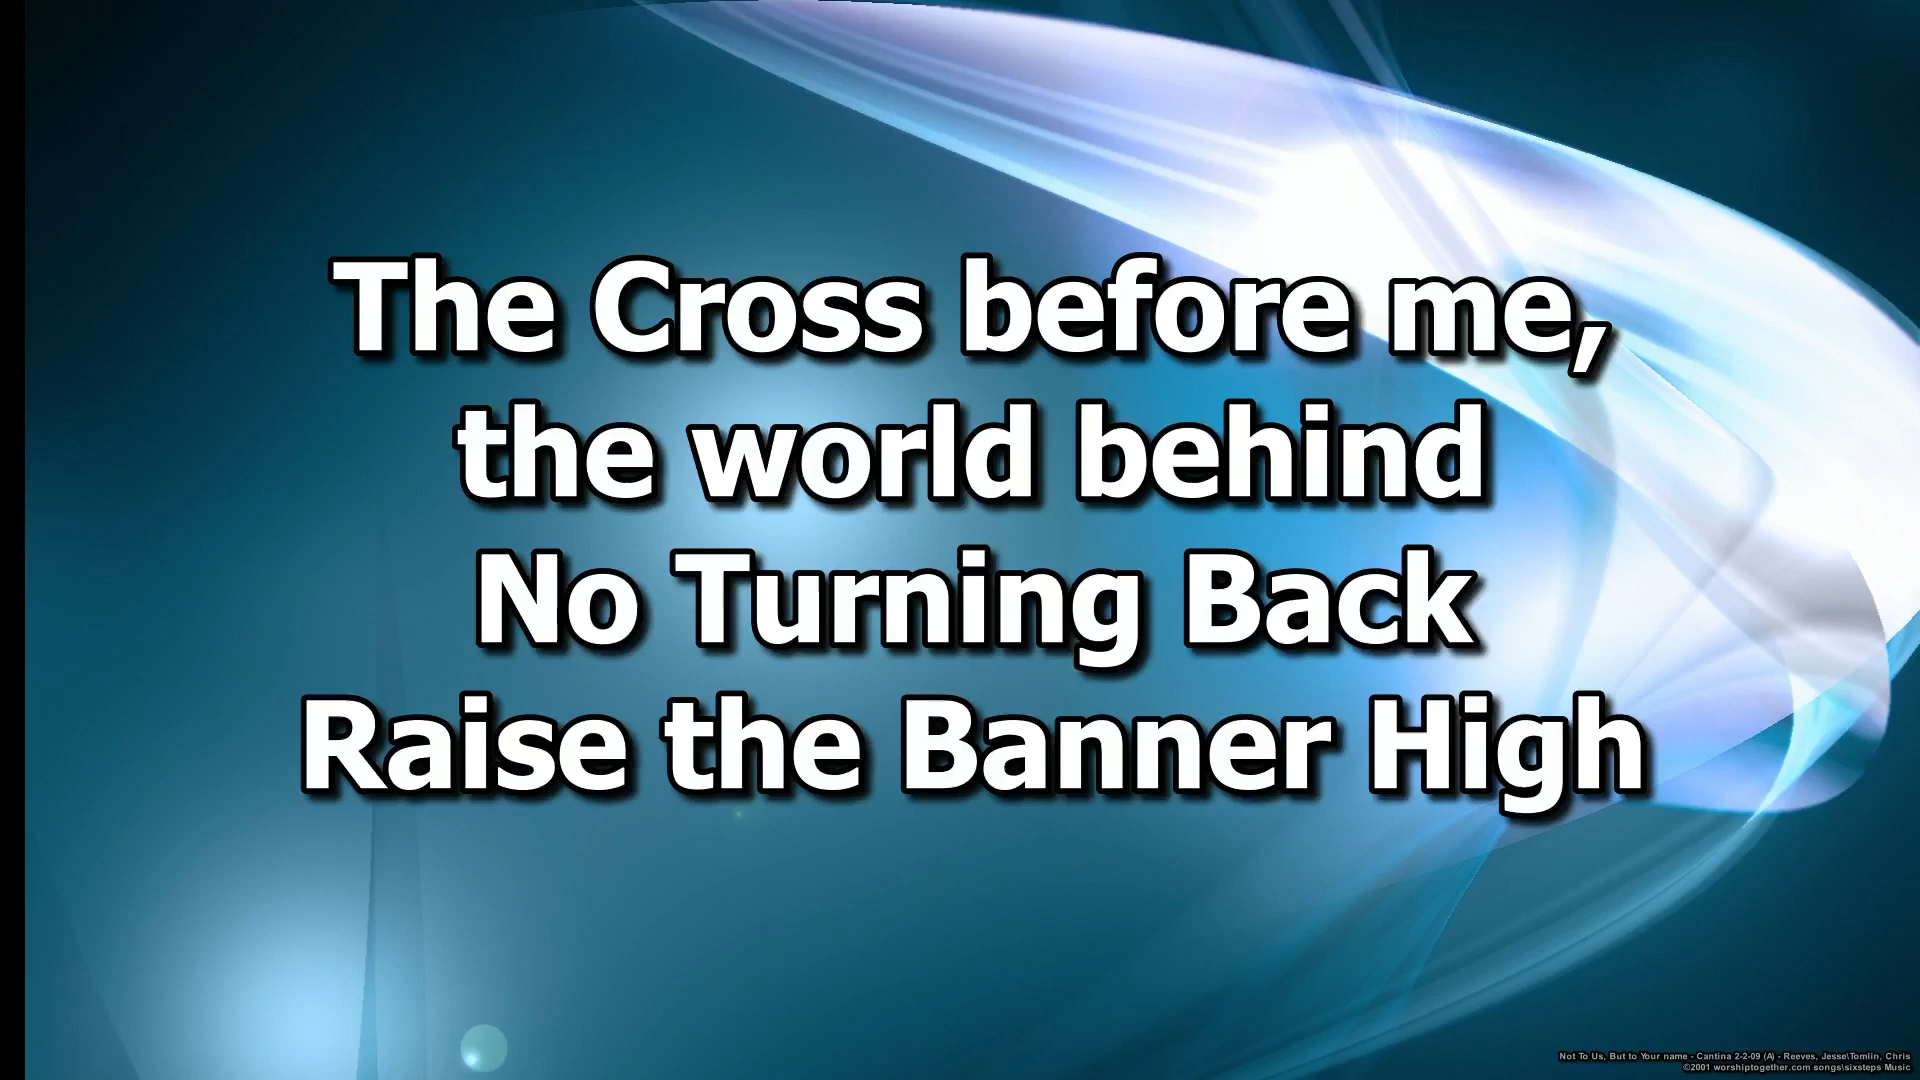 The Cross before me,
the world behind
No Turning Back
Raise the Banner High
Not To Us, But to Your name - Cantina 2-2-09 (A) - Reeves, Jesse\Tomlin, Chris
©2001 worshiptogether.com songs\sixsteps Music